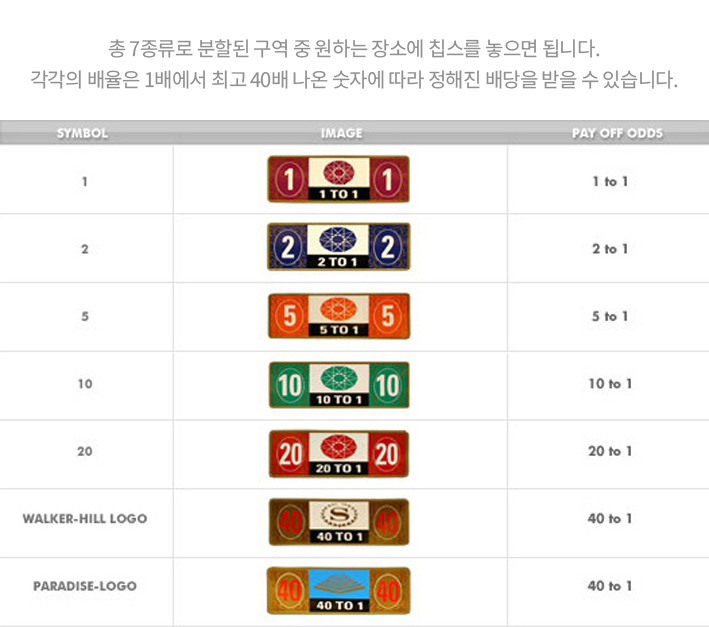 총 7종류로 분할된 구역 중 원하는 장소에 칩스를 놓으면 됩니다.
각각의 배율은 1배에서 최고 40배 나온 숫자에 따라 정해진 배당을 받을 수 있습니다.
SYMBOL IMAGE PAY OFF ODDS
1 1 1 1 to 1
1 TO 1
2 2 2 2 to 1
2 TO 1
5 5 5 5 to 1
5 TO 1
10 10 10 10 to 1
10 TO 1
20 20 20 20 to 1
20 TO 1
WALKER-HILL LOGO 40 S 40 40 to 1
40 TO 1
PARADISE-LOGO 40 40 40 to 1
40 TO 1